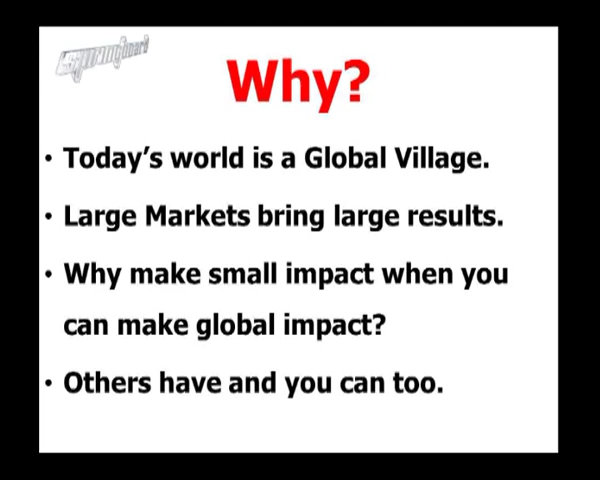 springboard
Why?
• Today's world is a Global Village.
• Large Markets bring large results.
• Why make small impact when you
can make global impact?
• Others have and you can too.